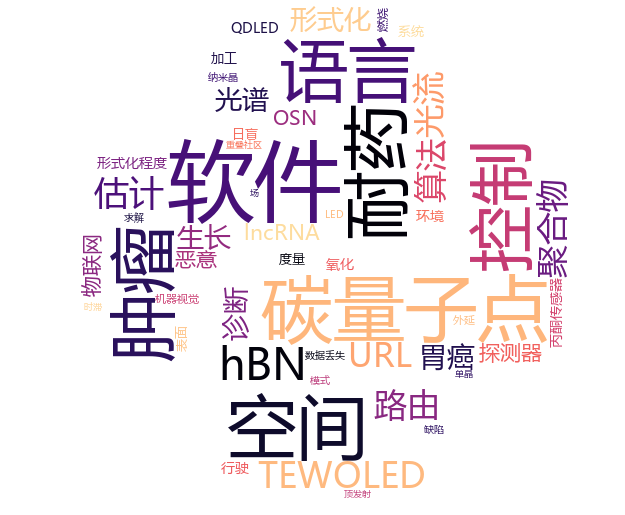 QDLED
形式化
燃烧
系统
语言
加工
纳米晶
光谱
OSN
光流
耐药
日盲
重叠社区
算法
软件
控制
形式化程度
估计
场
LED
环境
聚合物
求解
生长
lncRNA
物联网
恶意
度量
氧化
肿瘤
机器视觉
诊断
碳量子点
丙酮传感器
外延
表面
hBN
数据丢失
URL
胃癌
探测器
单晶
模式
空间
路由
缺陷
行驶
TEWOLED
顶发射